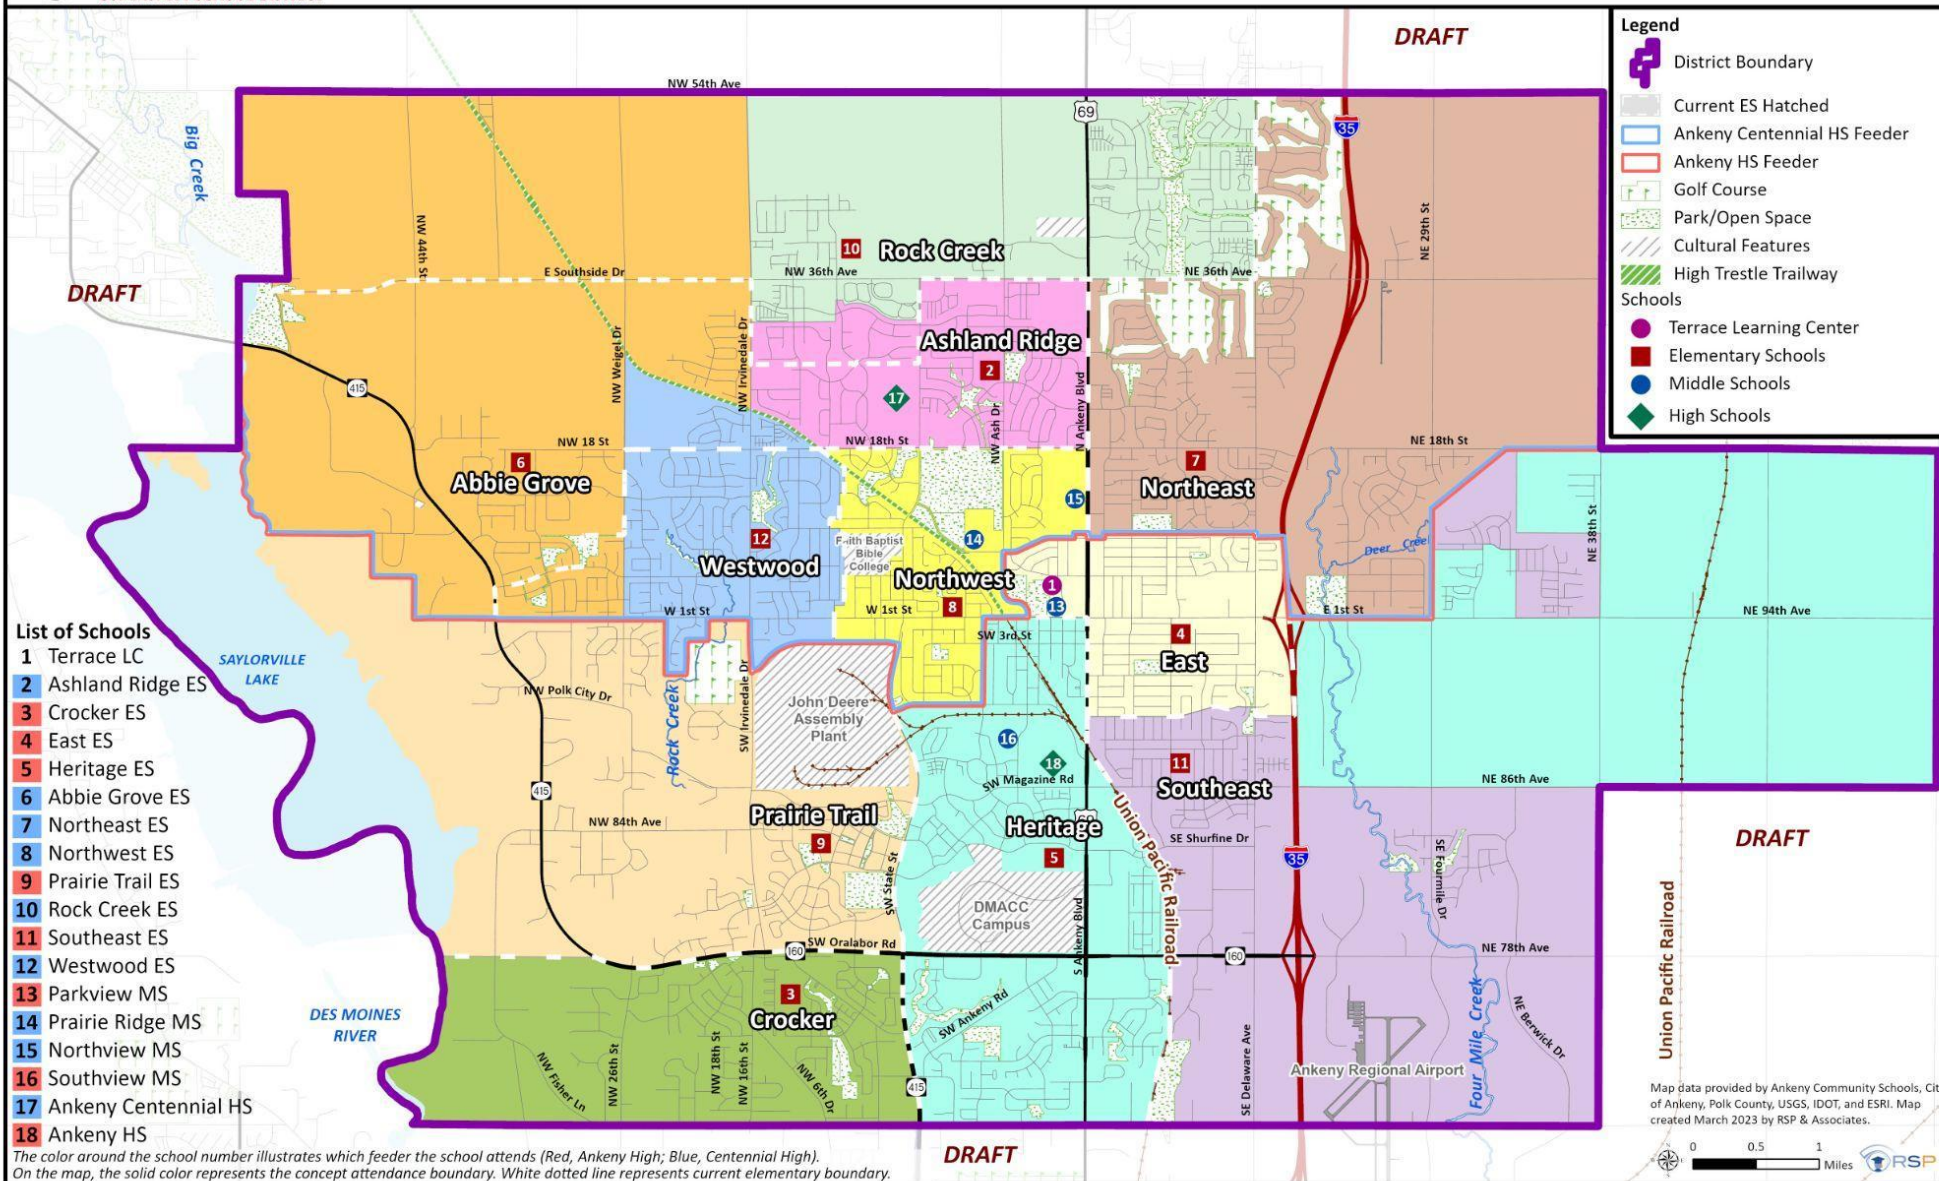 DRAFT
NW 54th Ave
69
35
Big Creek
NW 44th St
NE 29th St
10
Rock Creek
E Southside Dr
NW 36th Ave
NE 36th Ave
DRAFT
Ashland Ridge
2
NW Weigel Dr
NW Irvinedale Dr
N Ankeny Blvd
415
17
NW Ash Dr
NW 18 St
NW 18th St
NE 18th St
6
Abbie Grove
7
Northeast
15
NE 38th St
12
Westwood
14
Faith Baptist
Bible
College
Deer Creek
Northwest
1
W 1st St
W 1st St
8
13
E 1st St
NE 94th Ave
SW 3rd St
4
East
SAYLORVILLE
LAKE
NW Polk City Dr
Rock Creek
SW Irvinedale Dr
John Deere
Assembly
Plant
16
18
11
SW Magazine Rd
Southeast
NE 86th Ave
415
Prairie Trail
NW 84th Ave
9
Heritage
5
Union Pacific Railroad
SE Shurfine Dr
35
SE Fourmile Dr
DRAFT
SW State St
DMACC
Campus
S Ankeny Blvd
SW Oralabor Rd
160
160
NE 78th Ave
3
Crocker
DES MOINES
RIVER
SW Ankeny Rd
NW Fisher Ln
NW 26th St
NW 18th St
NW 16th St
NW 6th Dr
415
SE Delaware Ave
Ankeny Regional Airport
Four Mile Creek
NE Berwick Dr
Union Pacific Railroad
DRAFT
Legend
District Boundary
Current ES Hatched
Ankeny Centennial HS Feeder
Ankeny HS Feeder
Golf Course
Park/Open Space
Cultural Features
High Trestle Trailway
Schools
Terrace Learning Center
Elementary Schools
Middle Schools
High Schools
List of Schools
1 Terrace LC
2 Ashland Ridge ES
3 Crocker ES
4 East ES
5 Heritage ES
6 Abbie Grove ES
7 Northeast ES
8 Northwest ES
9 Prairie Trail ES
10 Rock Creek ES
11 Southeast ES
12 Westwood ES
13 Parkview MS
14 Prairie Ridge MS
15 Northview MS
16 Southview MS
17 Ankeny Centennial HS
18 Ankeny HS
The color around the school number illustrates which feeder the school attends (Red, Ankeny High; Blue, Centennial High).
On the map, the solid color represents the concept attendance boundary. White dotted line represents current elementary boundary.
Map data provided by Ankeny Community Schools, Cit
of Ankeny, Polk County, USGS, IDOT, and ESRI. Map
created March 2023 by RSP & Associates.
0 0.5 1
Miles
RSP